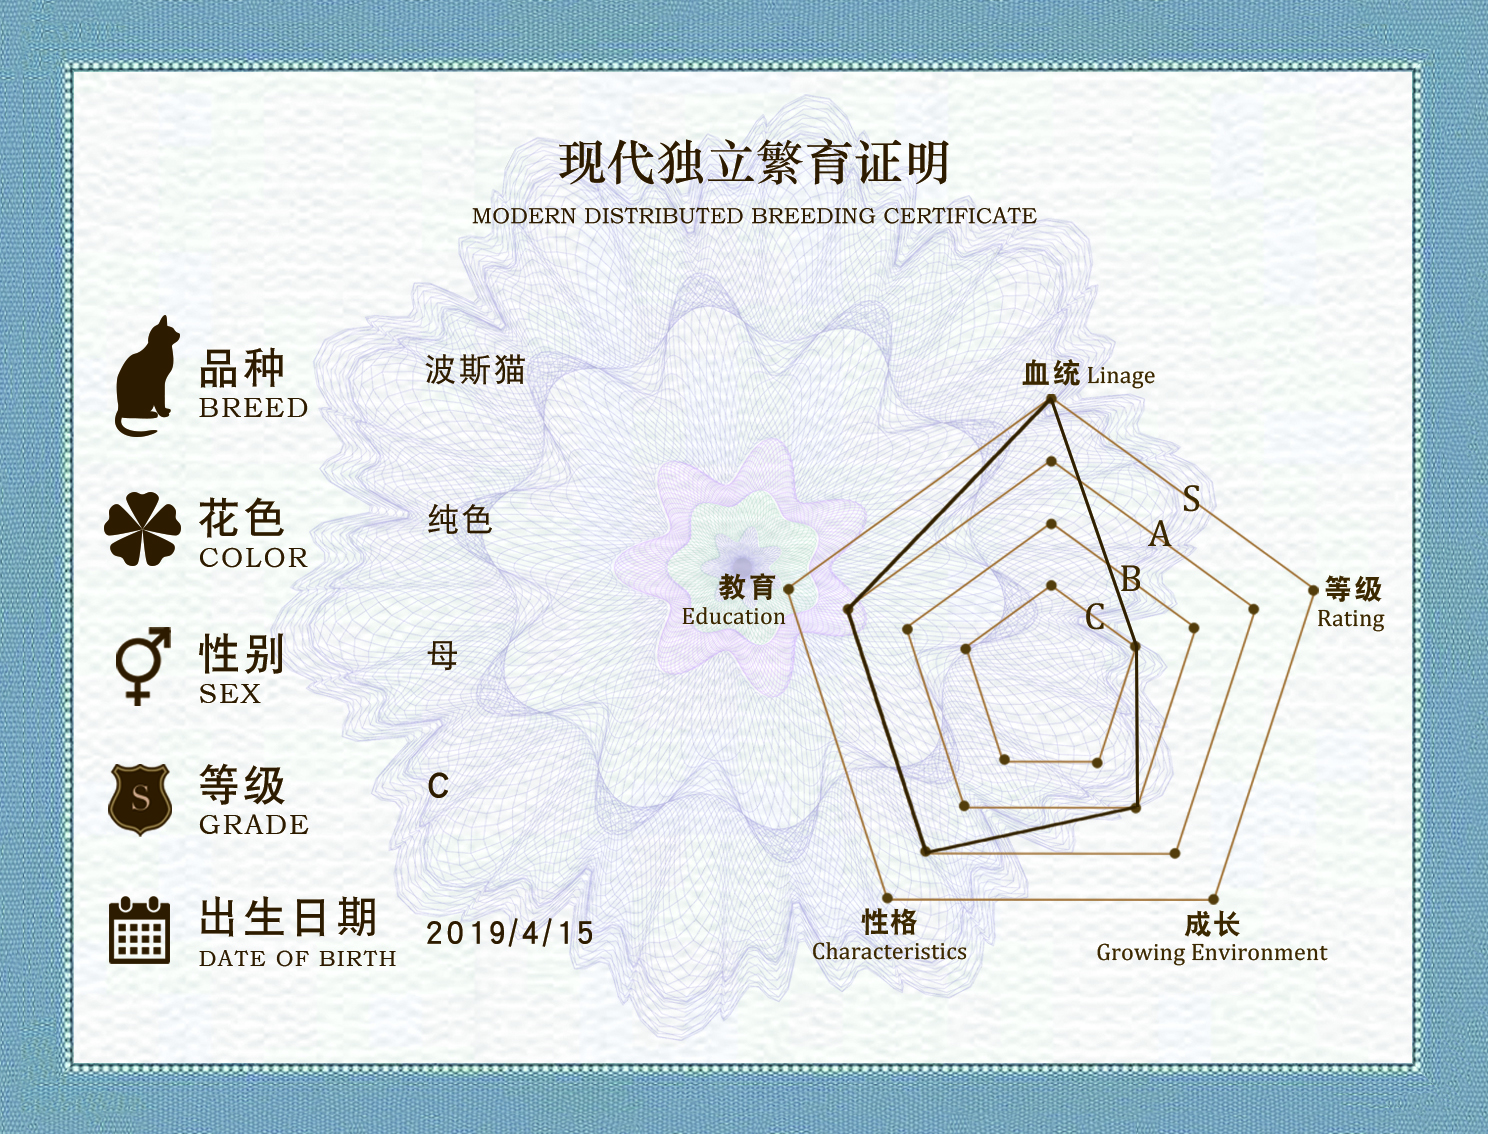 现代独立繁育证明
MODERN DISTRIBUTED BREEDING CERTIFICATE
品种
BREED
波斯猫
花色
COLOR
纯色
性别
SEX
母
S
等级
GRADE
C
出生日期
DATE OF BIRTH
2019/4/15
血统 Linage
S
A
B
C
教育
Education
等级
Rating
性格
Characteristics
成长
Growing Environment